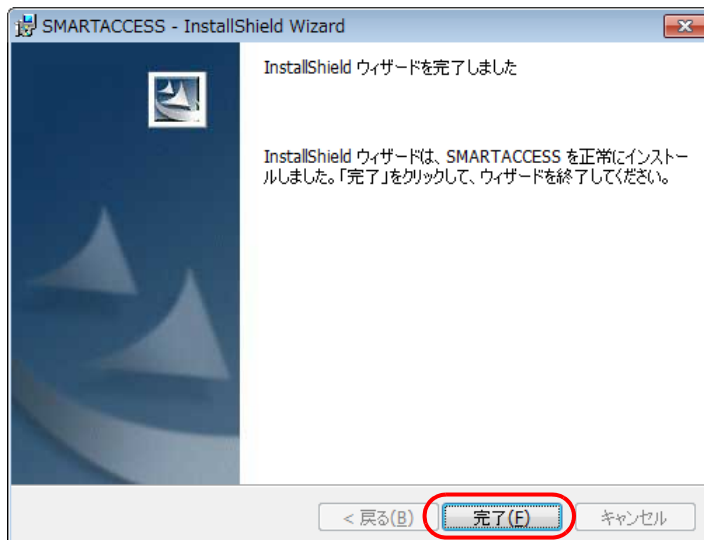 SMARTACCESS - InstallShield Wizard
InstallShield ウィザードを完了しました
InstallShield ウィザードは、SMARTACCESS を正常にインストー
ルしました。「完了」をクリックして、ウィザードを終了してください。
< 戻る(B) 完了(F) キャンセル